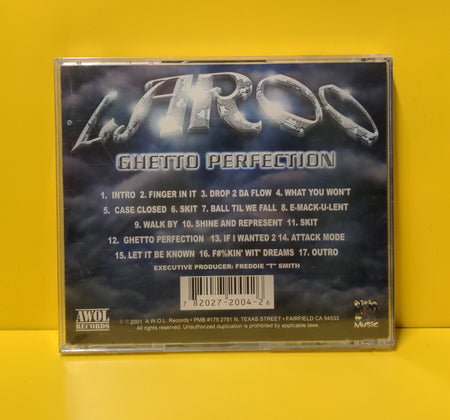 LAROO
GHETTO PERFECTION
1. INTRO 2. FINGER IN IT 3. DROP 2 DA FLOW 4. WHAT YOU WON'T
5. CASE CLOSED 6. SKIT 7. BALL TIL WE FALL 8. E-MACK-U-LENT
9. WALK BY 10. SHINE AND REPRESENT 11. SKIT
12. GHETTO PERFECTION 13. IF I WANTED 2 14. ATTACK MODE
15. LET IT BE KNOWN 16. F#%KIN' WIT' DREAMS 17. OUTRO
EXECUTIVE PRODUCER: FREDDIE "T" SMITH
7 82027-2004-2 6
AWOL
RECORDS
℗ © 2001 A.W.O.L. Records • PMB #175 2791 N. TEXAS STREET • FAIRFIELD CA 94533
All rights reserved. Unauthorized duplication is prohibited by applicable laws.
MUSIC